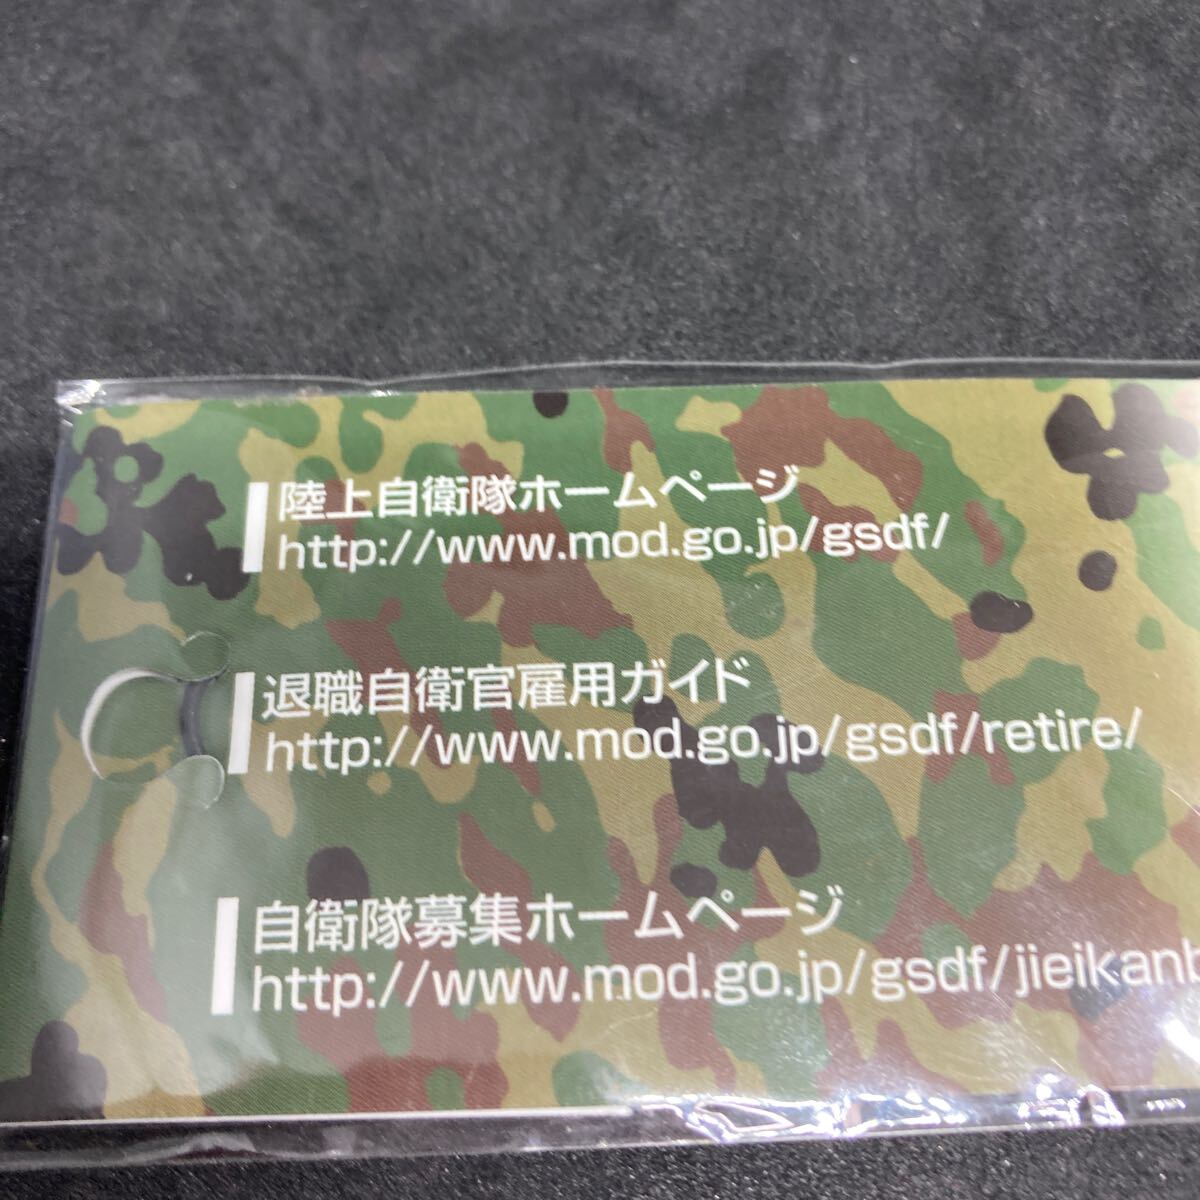 陸上自衛隊ホームページ
http://www.mod.go.jp/gsdf/
退職自衛官雇用ガイド
http://www.mod.go.jp/gsdf/retire/
自衛隊募集ホームページ
http://www.mod.go.jp/gsdf/jieikanb